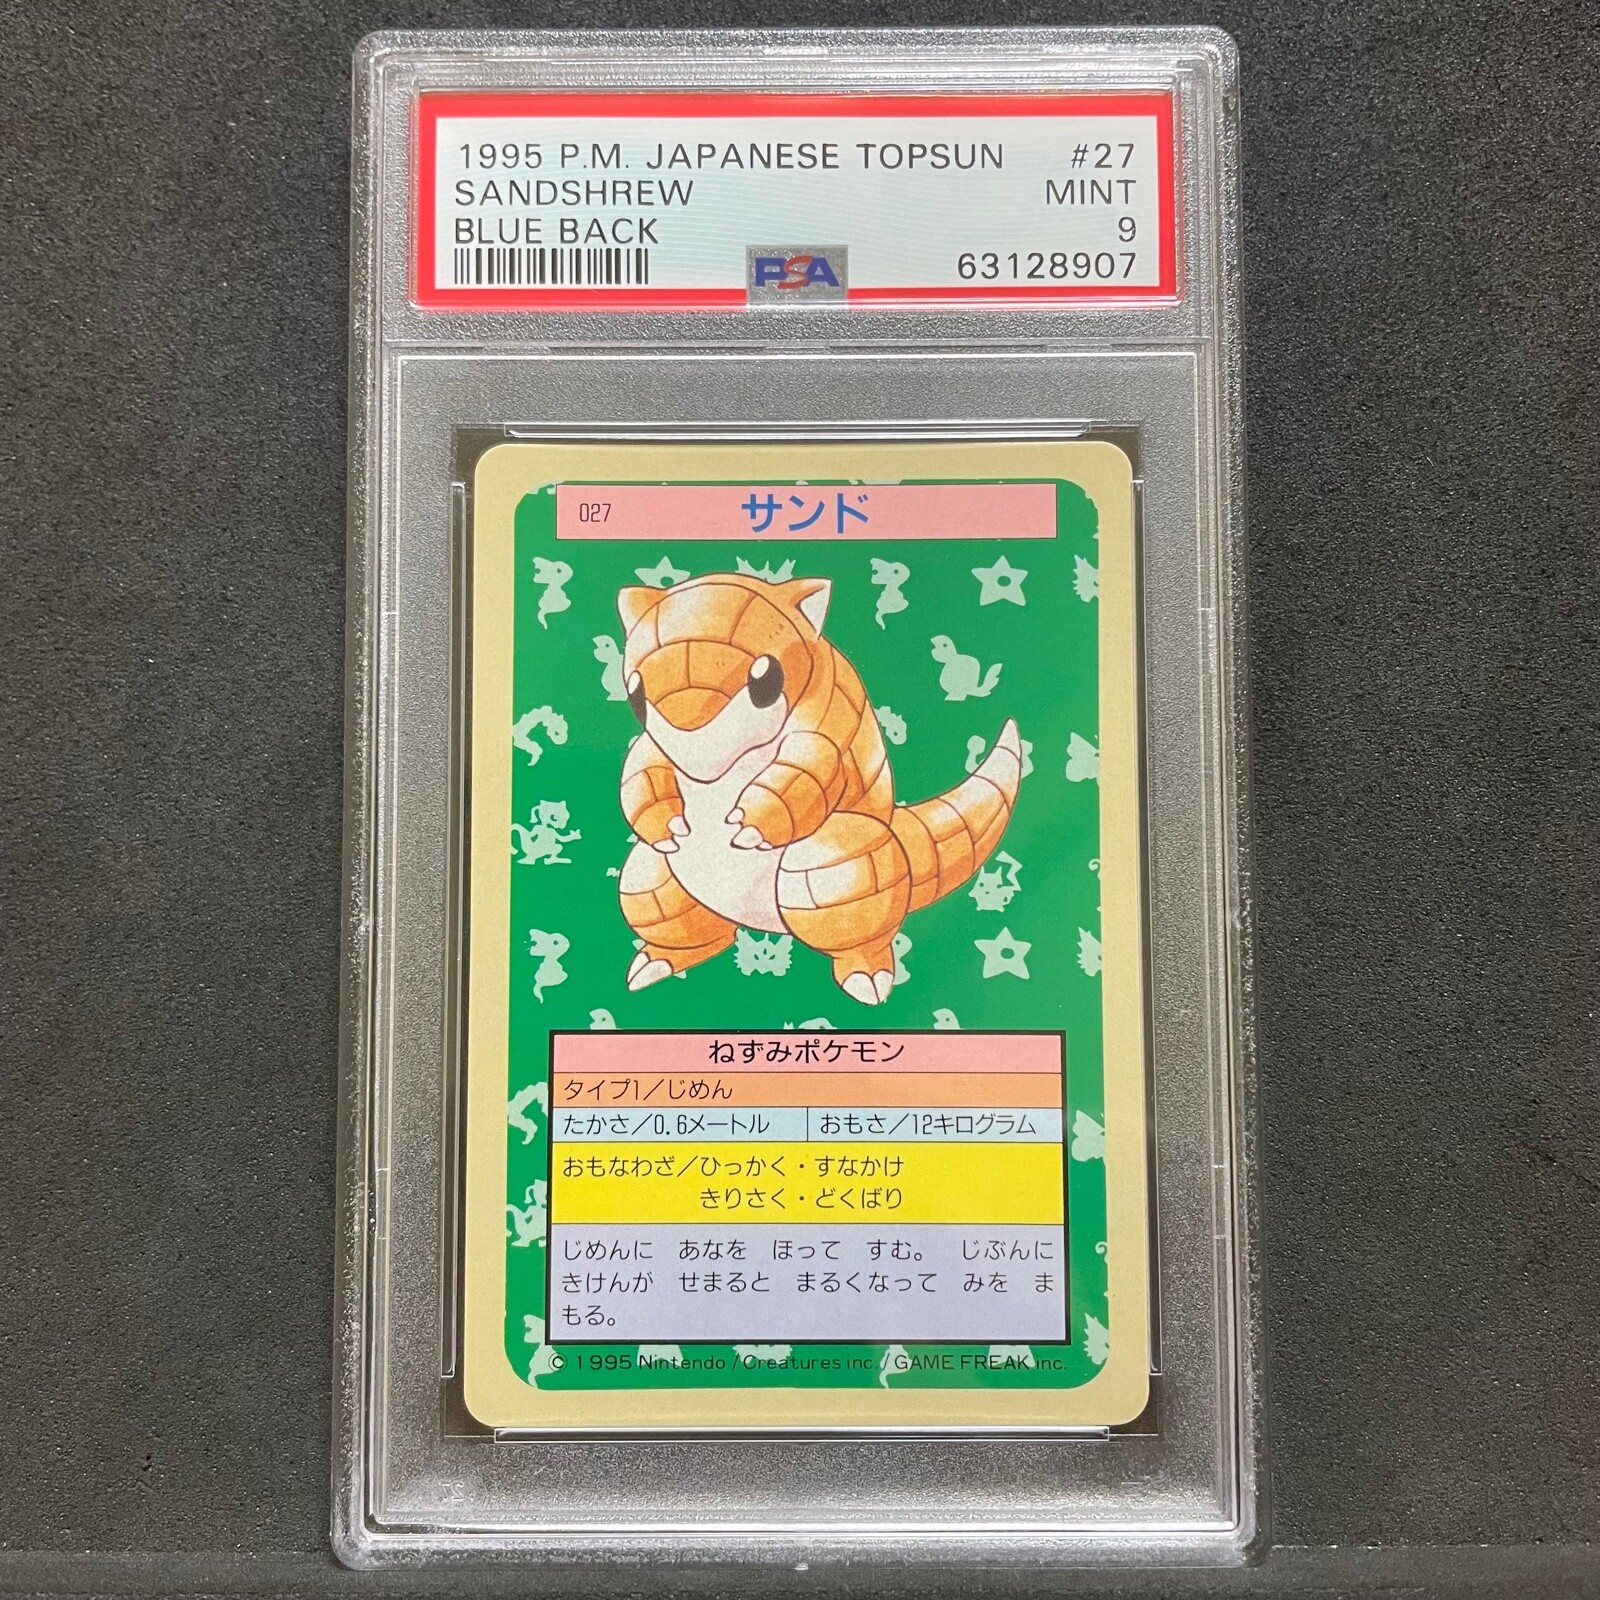 1995 P.M. JAPANESE TOPSUN #27
SANDSHREW MINT
BLUE BACK 9
PSA 63128907
027 サンド
ねずみポケモン
タイプ1/じめん
たかさ/0.6メートル おもさ/12キログラム
おもなわざ/ひっかく・すなかけ
きりさく・どくばり
じめんに あなを ほって すむ。 じぶんに
きけんが せまると まるくなって みを ま
もる。
© 1995 Nintendo /Creatures inc./GAME FREAK inc.